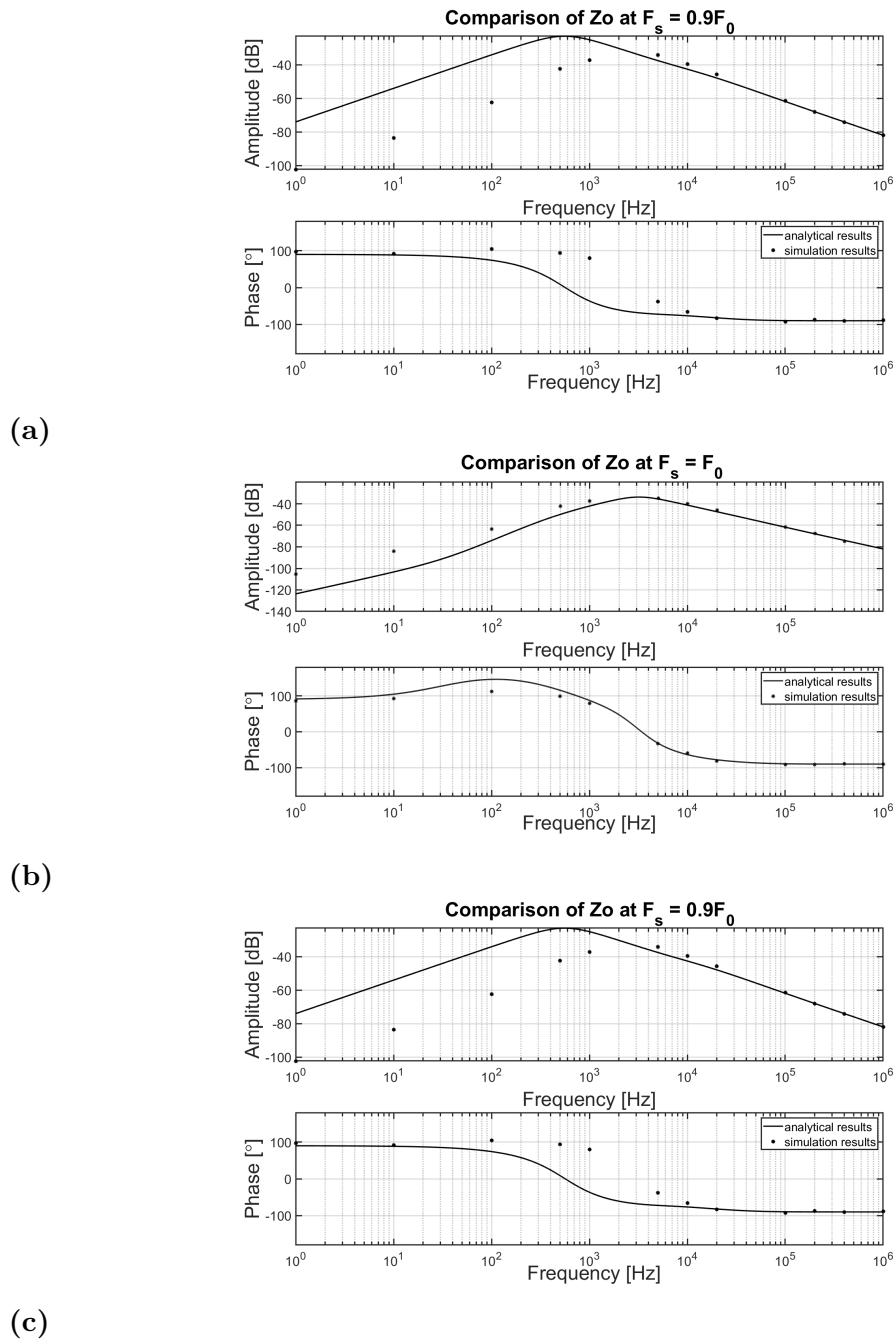 Comparison of Zo at F_s = 0.9F_0
Amplitude [dB]
-40
-60
-80
-100
10^0 10^1 10^2 10^3 10^4 10^5 10^6
Frequency [Hz]
Phase [°]
100
0
-100
analytical results
simulation results
10^0 10^1 10^2 10^3 10^4 10^5 10^6
Frequency [Hz]
(a)
Comparison of Zo at F_s = F_0
Amplitude [dB]
-40
-60
-80
-100
-120
-140
10^0 10^1 10^2 10^3 10^4 10^5 10^6
Frequency [Hz]
Phase [°]
100
0
-100
analytical results
simulation results
10^0 10^1 10^2 10^3 10^4 10^5 10^6
Frequency [Hz]
(b)
Comparison of Zo at F_s = 0.9F_0
Amplitude [dB]
-40
-60
-80
-100
10^0 10^1 10^2 10^3 10^4 10^5 10^6
Frequency [Hz]
Phase [°]
100
0
-100
analytical results
simulation results
10^0 10^1 10^2 10^3 10^4 10^5 10^6
Frequency [Hz]
(c)